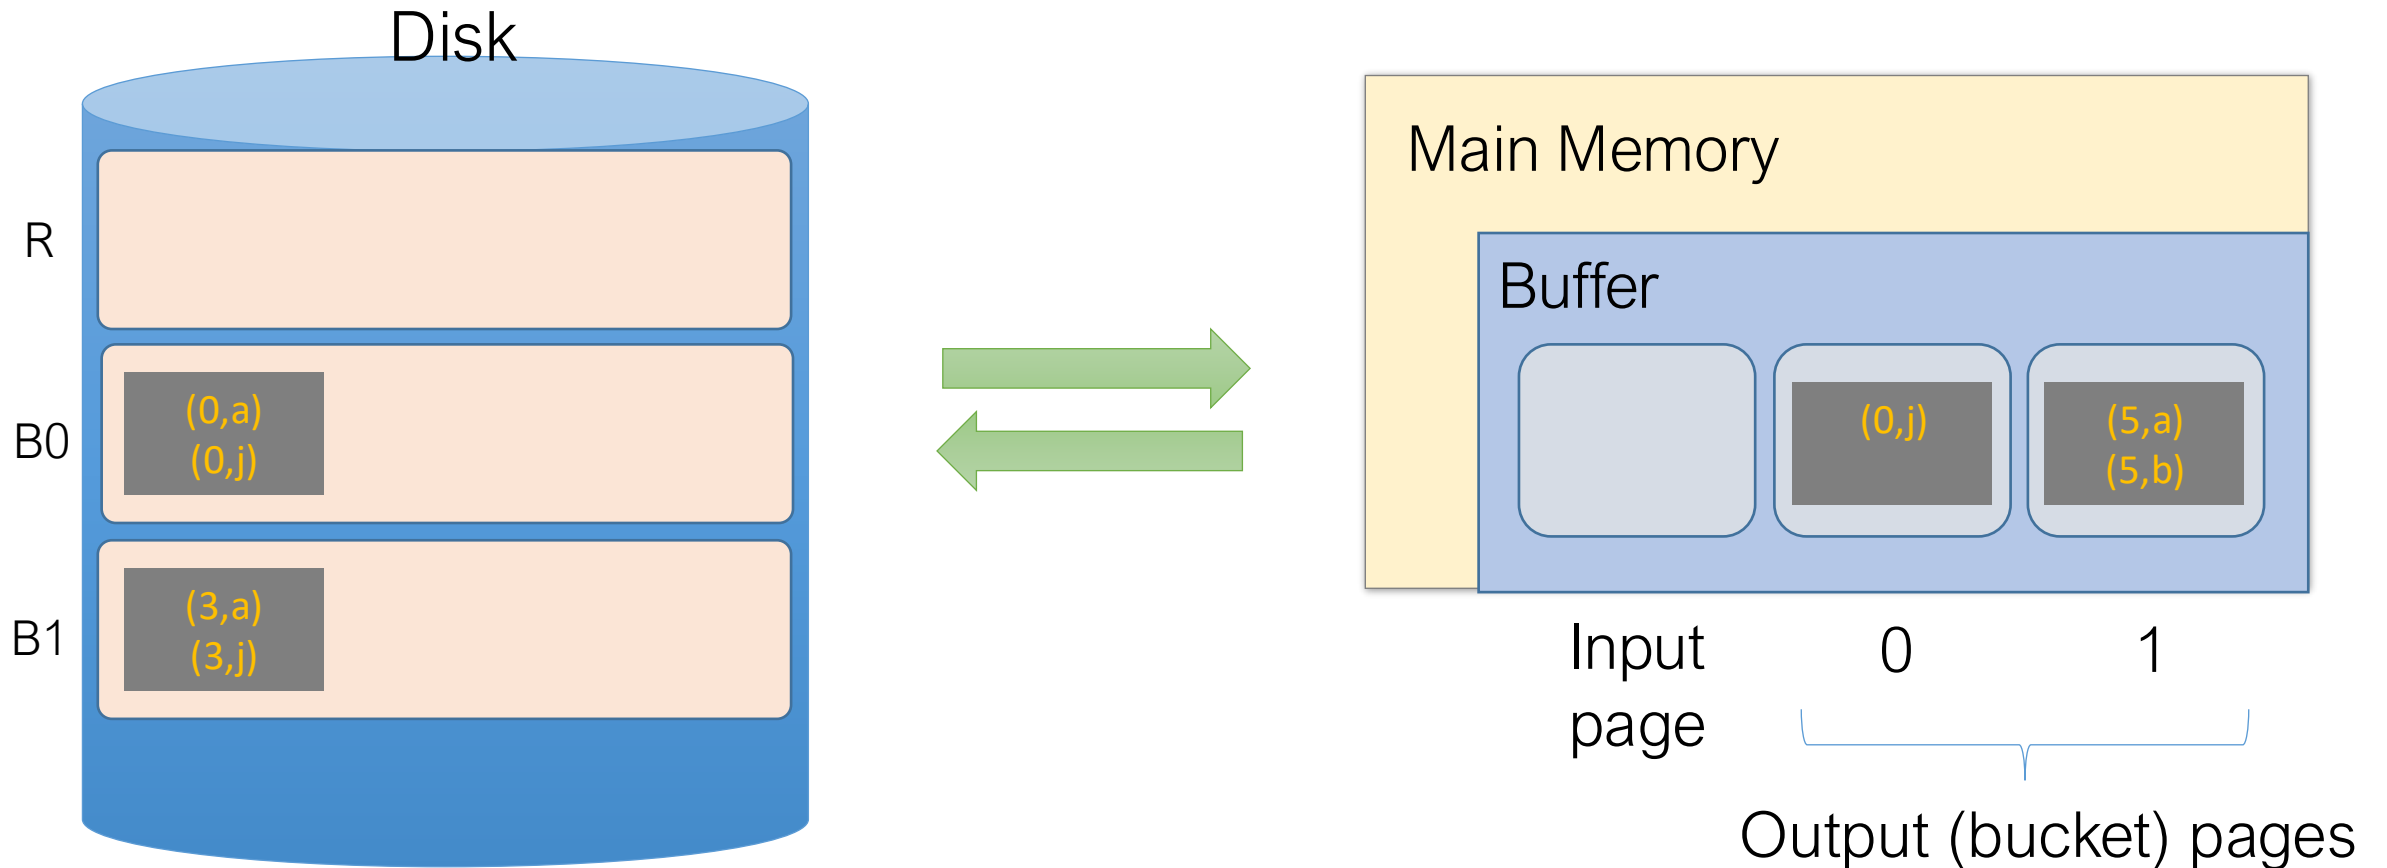 Disk
R
B0
(0,a)
(0,j)
B1
(3,a)
(3,j)
Main Memory
Buffer
(0,j)
(5,a)
(5,b)
Input
page
0
1
Output (bucket) pages